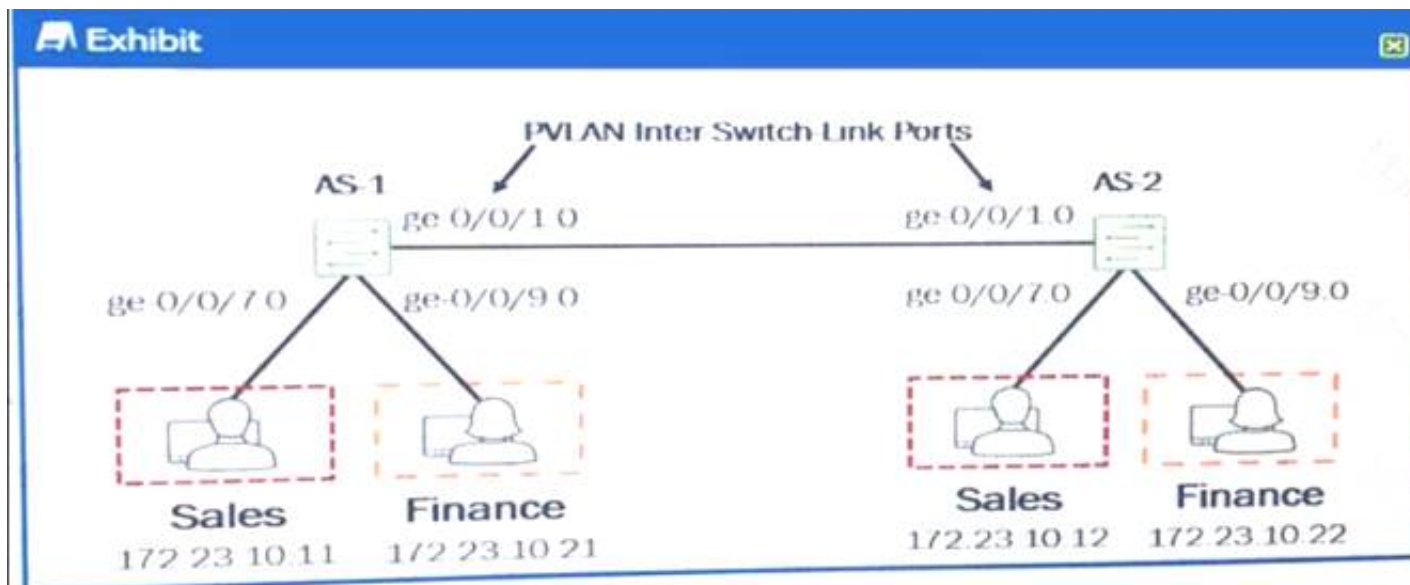 Exhibit
PVLAN Inter Switch Link Ports
AS-1
AS-2
ge 0/0/1 0
ge 0/0/1.0
ge 0/0/7 0
ge-0/0/9 0
ge 0/0/7.0
ge-0/0/9.0
Sales
Finance
Sales
Finance
172 23 10 11
172 23 10 21
172.23 10 12
172.23.10.22